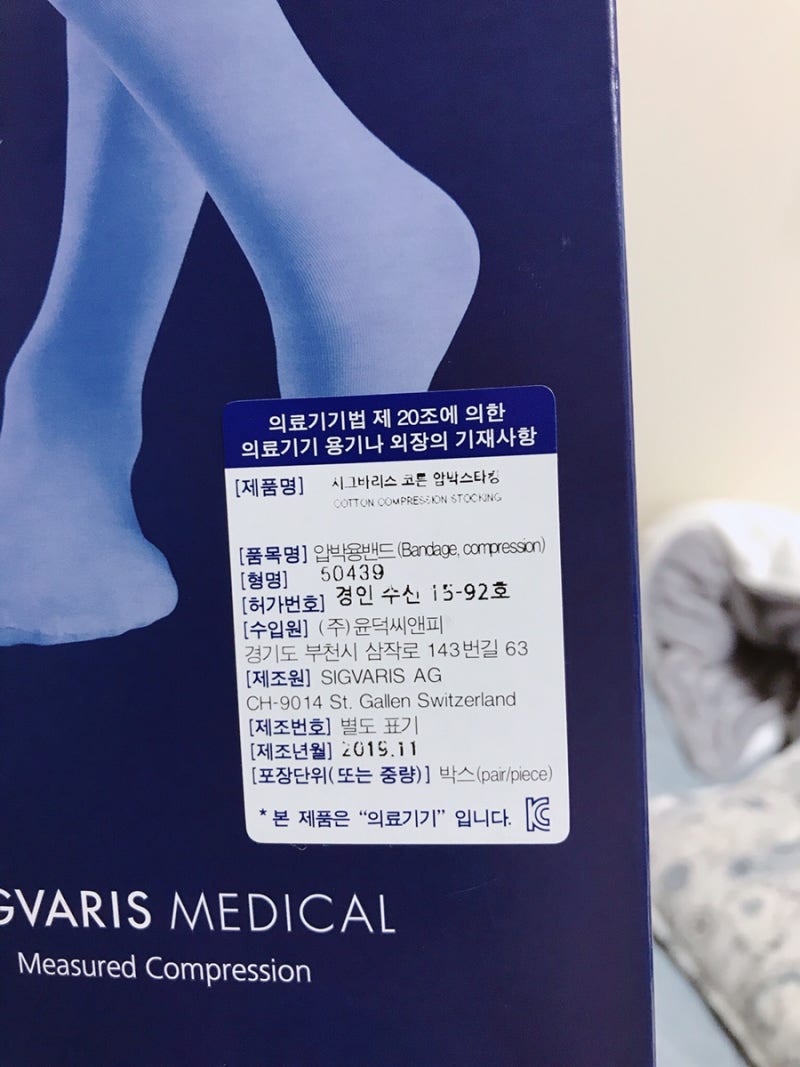 의료기기법 제 20조에 의한
의료기기 용기나 외장의 기재사항
[제품명] 시그바리스 코튼 압박스타킹
COTTON COMPRESSION STOCKING
[품목명] 압박용밴드(Bandage, compression)
[형명] 50439
[허가번호] 경인 수신 15-92호
[수입원] (주)윤덕씨앤피
경기도 부천시 삼작로 143번길 63
[제조원] SIGVARIS AG
CH-9014 St. Gallen Switzerland
[제조번호] 별도 표기
[제조년월] 2019.11
[포장단위(또는 중량)] 박스(pair/piece)
* 본 제품은 “의료기기” 입니다.
GVARIS MEDICAL
Measured Compression